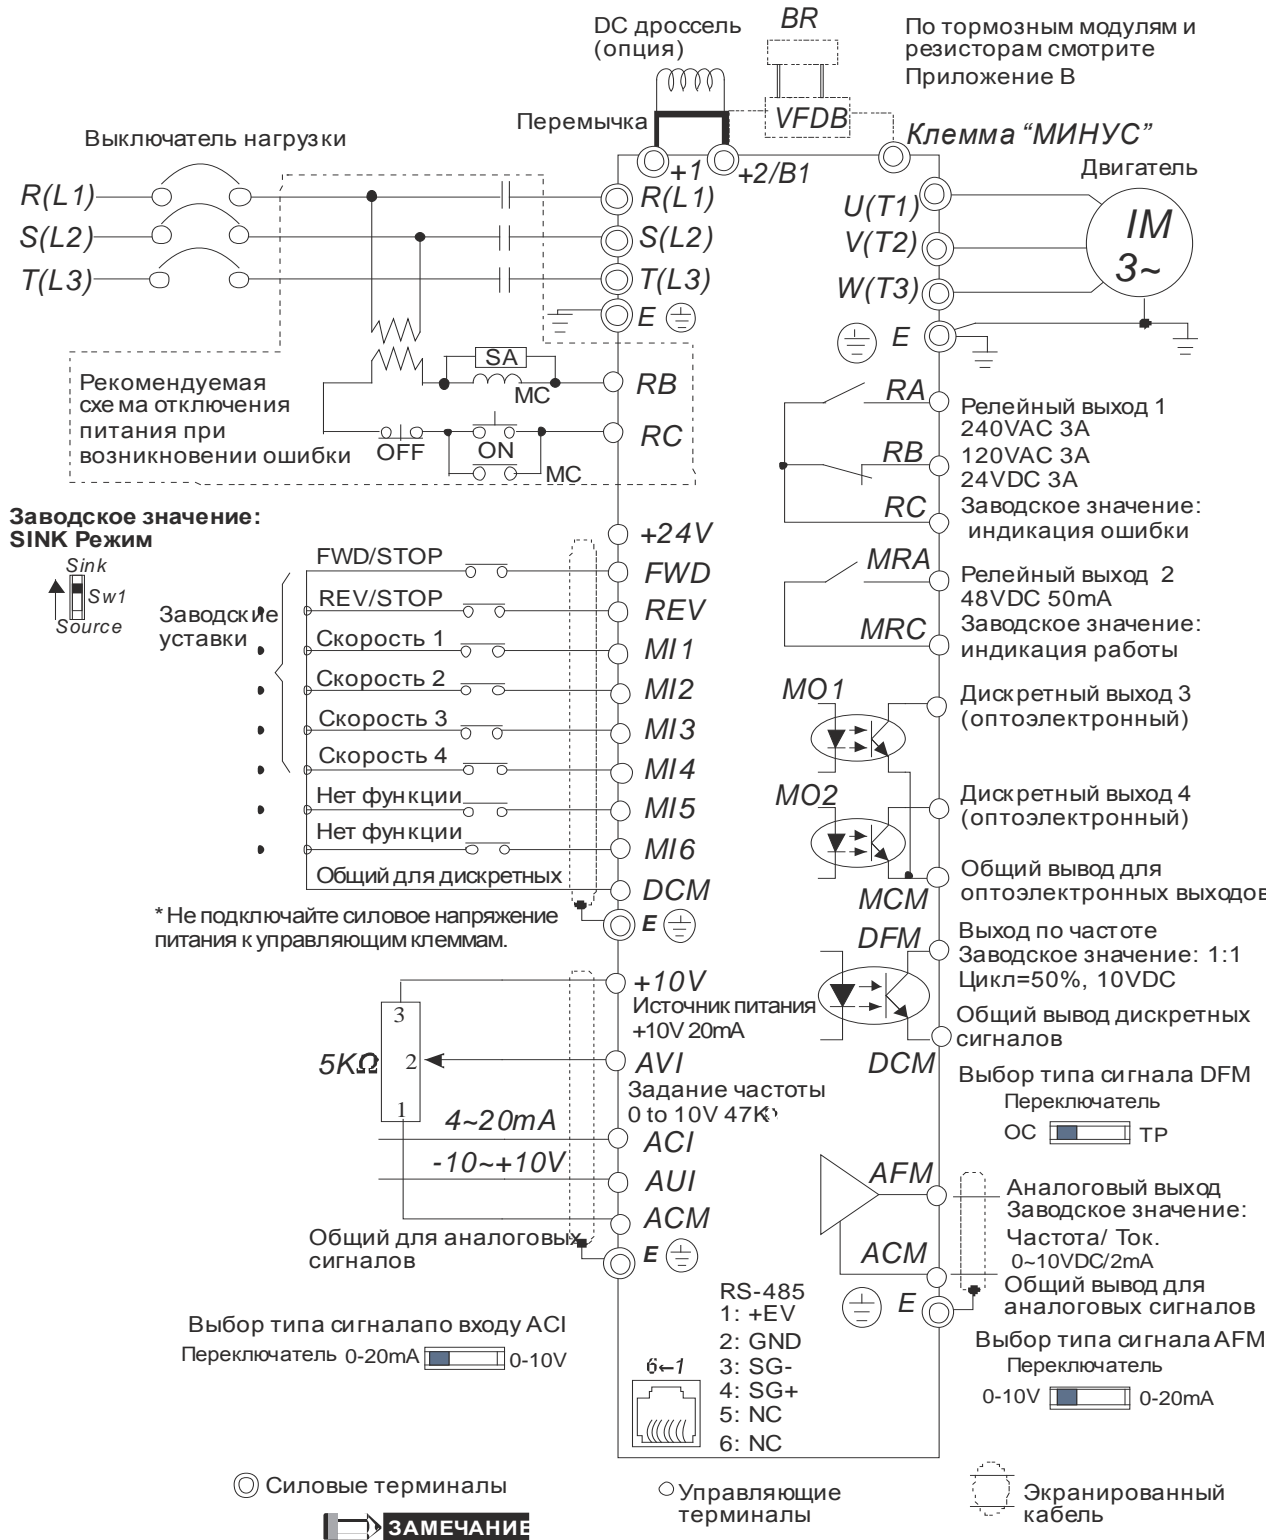 DC дроссель
(опция)
BR
По тормозным модулям и
резисторам смотрите
Приложение В
VFDB
Перемычка
Клемма “МИНУС”
Выключатель нагрузки
+1
+2/B1
Двигатель
R(L1)
R(L1)
U(T1)
IM
3~
S(L2)
S(L2)
V(T2)
T(L3)
T(L3)
W(T3)
E
E
SA
MC
RB
Рекомендуемая
схе ма отключения
питания при
возникновении ошибки
OFF
ON
MC
RC
RA
RB
RC
Релейный выход 1
240VAC 3A
120VAC 3A
24VDC 3A
Заводское значение:
индикация ошибки
Заводское значение:
SINK Режим
Sink
Sw1
Source
Заводские
уставки
+24V
FWD/STOP
FWD
REV/STOP
REV
Скорость 1
MI1
Скорость 2
MI2
Скорость 3
MI3
Скорость 4
MI4
Нет функции
MI5
Нет функции
MI6
Общий для дискретных
DCM
E
* Не подключайте силовое напряжение
питания к управляющим клеммам.
MRA
MRC
Релейный выход 2
48VDC 50mA
Заводское значение:
индикация работы
MO1
Дискретный выход 3
(оптоэлектронный)
MO2
Дискретный выход 4
(оптоэлектронный)
MCM
Общий вывод для
оптоэлектронных выходов
DFM
Выход по частоте
Заводское значение: 1:1
Цикл=50%, 10VDC
DCM
Общий вывод дискретных
сигналов
+10V
Источник питания
+10V 20mA
3
5KΩ
2
1
AVI
Задание частоты
0 to 10V 47K
4~20mA
ACI
-10~+10V
AUI
ACM
Общий для аналоговых
сигналов
E
Выбор типа сигнала DFM
Переключатель
OC
TP
AFM
Аналоговый выход
Заводское значение:
Частота/ Ток.
0~10VDC/2mA
ACM
Общий вывод для
аналоговых сигналов
E
Выбор типа сигналапо входу ACI
Переключатель 0-20mA
0-10V
RS-485
1: +EV
2: GND
3: SG-
4: SG+
5: NC
6: NC
6←1
Выбор типа сигнала AFM
Переключатель
0-10V
0-20mA
Силовые терминалы
Управляющие
терминалы
Экранированный
кабель
ЗАМЕЧАНИЕ